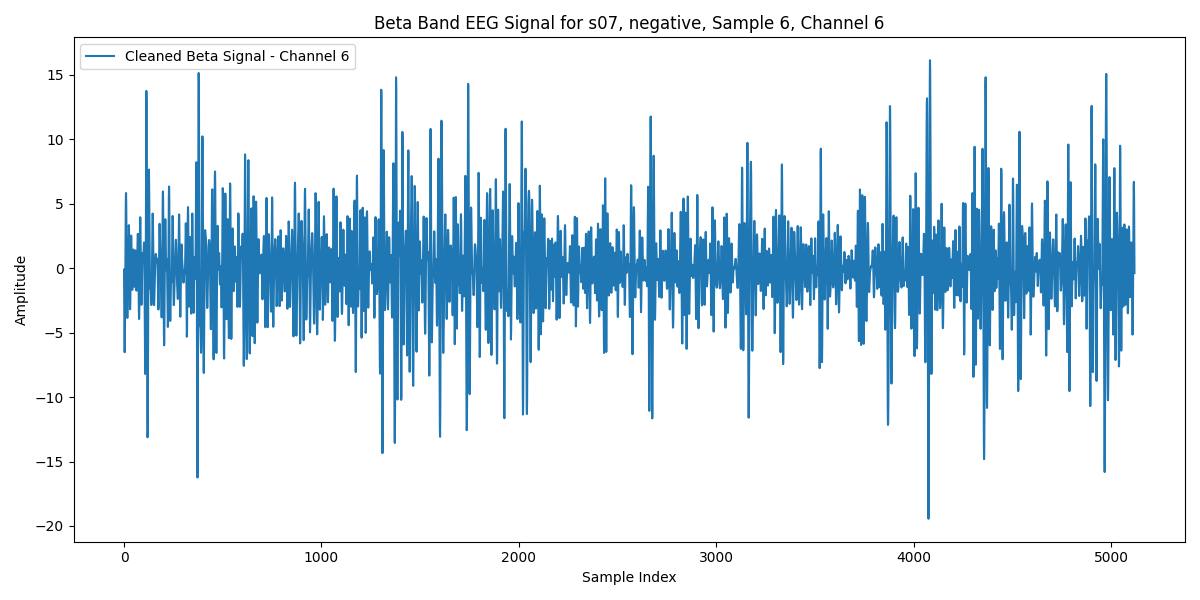 Beta Band EEG Signal for s07, negative, Sample 6, Channel 6
Cleaned Beta Signal - Channel 6
Amplitude
15
10
5
0
−5
−10
−15
−20
0 1000 2000 3000 4000 5000
Sample Index